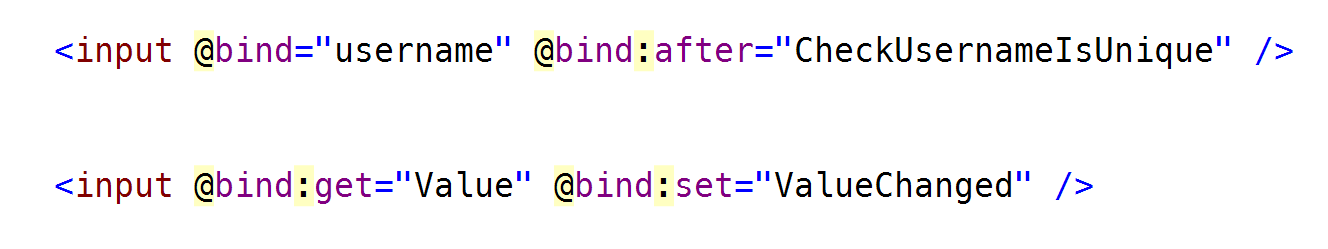 <input @bind="username" @bind:after="CheckUsernameIsUnique" />
<input @bind:get="Value" @bind:set="ValueChanged" />